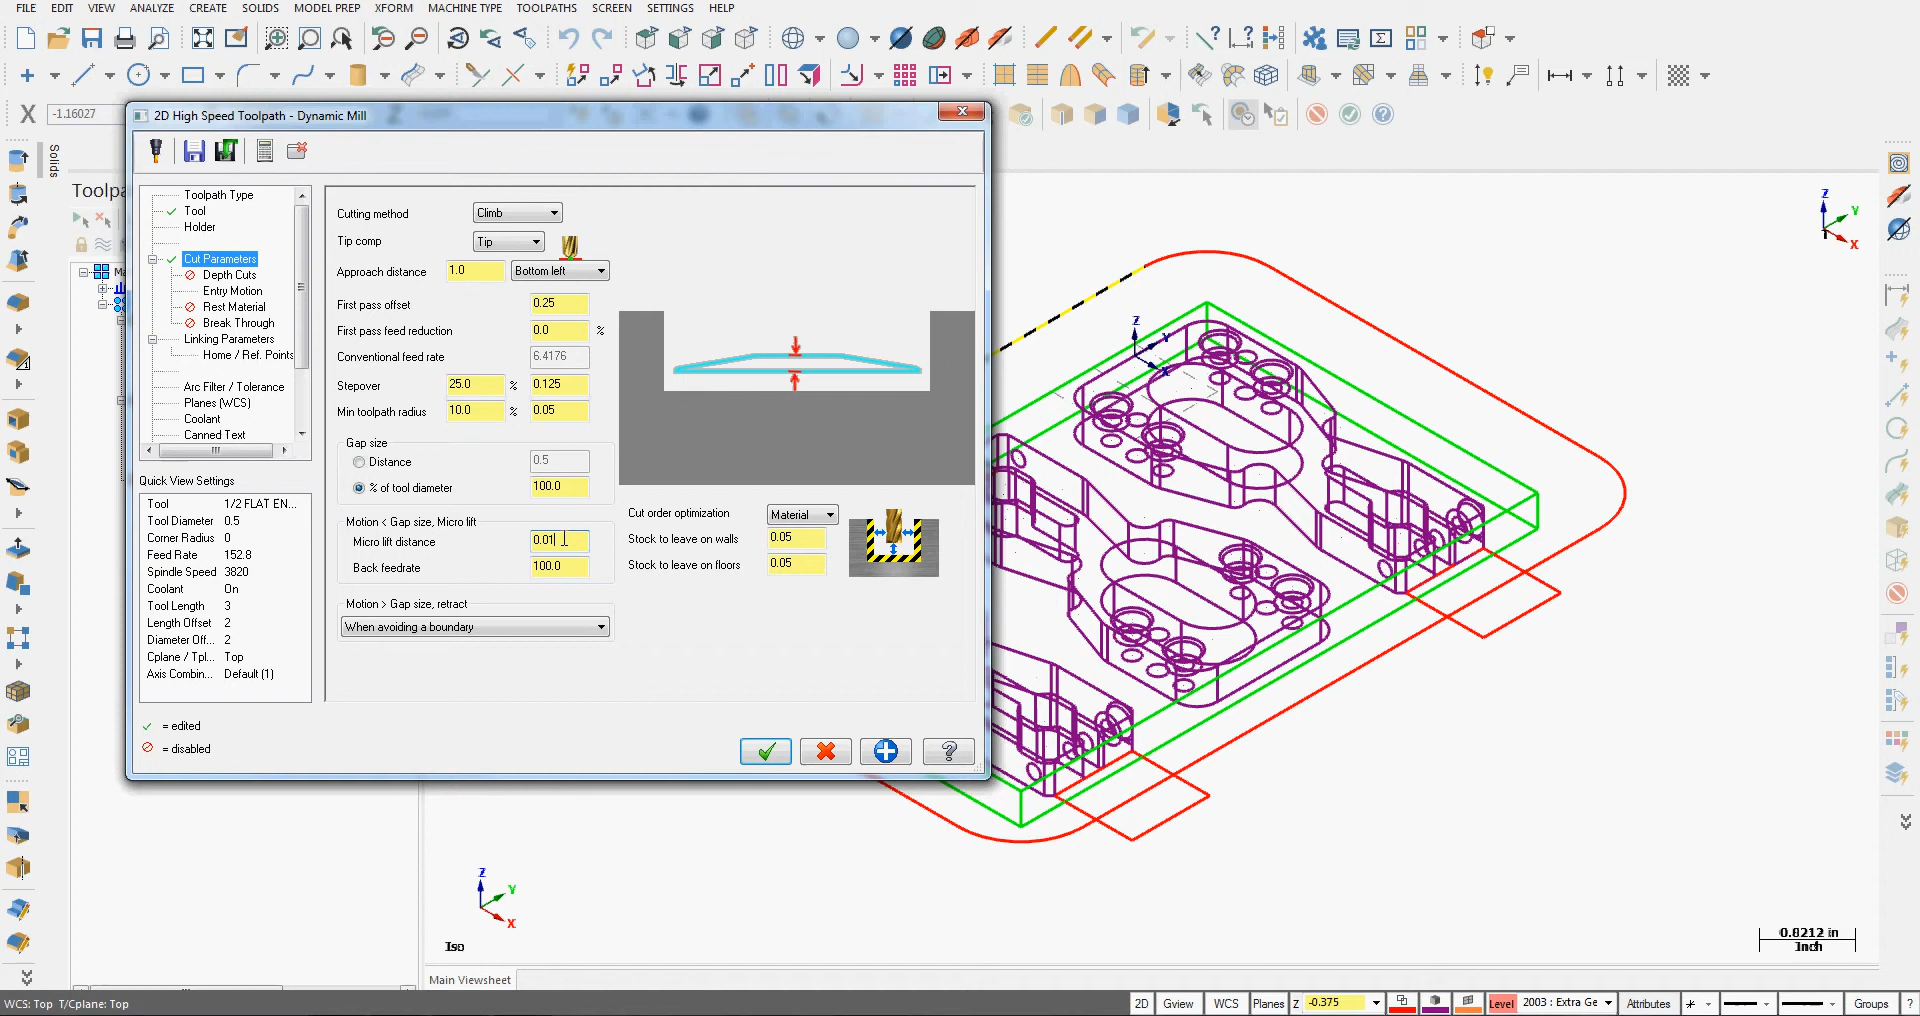 FILE EDIT VIEW ANALYZE CREATE SOLIDS MODEL PREP XFORM MACHINE TYPE TOOLPATHS SCREEN SETTINGS HELP
X -1.16027
2D High Speed Toolpath - Dynamic Mill
Solids
Toolpa
Ma
Toolpath Type
Tool
Holder
Cut Parameters
Depth Cuts
Entry Motion
Rest Material
Break Through
Linking Parameters
Home / Ref. Points
Arc Filter / Tolerance
Planes (WCS)
Coolant
Canned Text
Quick View Settings
Tool 1/2 FLAT EN...
Tool Diameter 0.5
Corner Radius 0
Feed Rate 152.8
Spindle Speed 3820
Coolant On
Tool Length 3
Length Offset 2
Diameter Off... 2
Cplane / Tpl... Top
Axis Combin... Default (1)
= edited
= disabled
Cutting method Climb
Tip comp Tip
Approach distance 1.0 Bottom left
First pass offset 0.25
First pass feed reduction 0.0 %
Conventional feed rate 6.4176
Stepover 25.0 % 0.125
Min toolpath radius 10.0 % 0.05
Gap size
Distance 0.5
% of tool diameter 100.0
Motion < Gap size, Micro lift
Micro lift distance 0.01
Back feedrate 100.0
Motion > Gap size, retract
When avoiding a boundary
Cut order optimization Material
Stock to leave on walls 0.05
Stock to leave on floors 0.05
Z
Y
X
Z
Y
X
Z
Y
X
Iso
0.8212 in
Inch
Main Viewsheet
WCS: Top T/Cplane: Top
2D Gview WCS Planes Z -0.375 Level 2003 : Extra Ge Attributes Groups ?